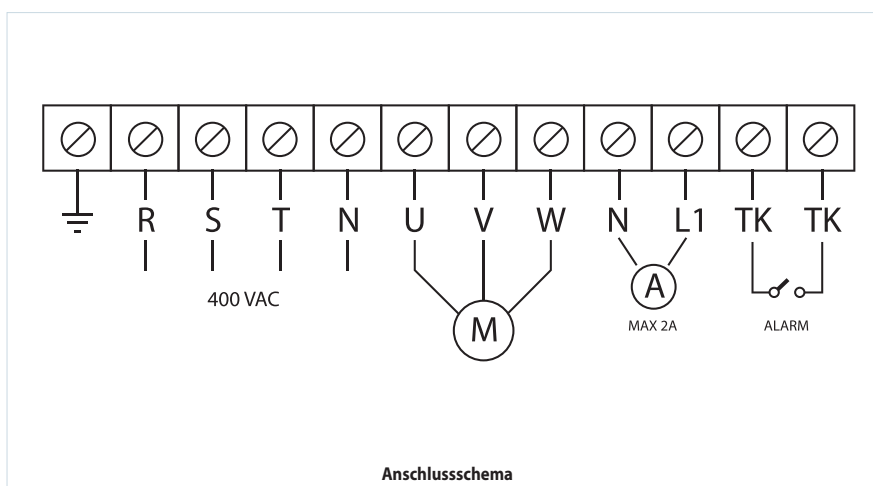 R S T N U V W N L1 TK TK
400 VAC
M
A
MAX 2A
ALARM
Anschlussschema